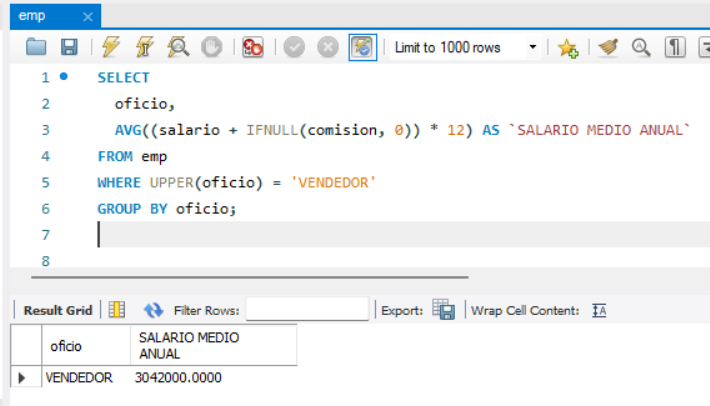 emp
Limit to 1000 rows
1 SELECT
2 oficio,
3 AVG((salario + IFNULL(comision, 0)) * 12) AS `SALARIO MEDIO ANUAL`
4 FROM emp
5 WHERE UPPER(oficio) = 'VENDEDOR'
6 GROUP BY oficio;
7
8
Result Grid Filter Rows: Export: Wrap Cell Content:
oficio SALARIO MEDIO
ANUAL
VENDEDOR 3042000.0000